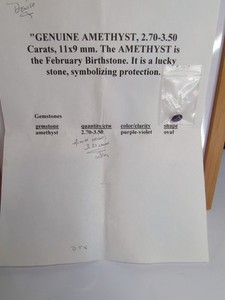 "GENUINE AMETHYST, 2.70-3.50
Carats, 11x9 mm. The AMETHYST is
the February Birthstone. It is a lucky
stone, symbolizing protection.
Gemstones
gemstone quantity/ctw color/clarity shape
amethyst 2.70-3.50 purple-violet oval